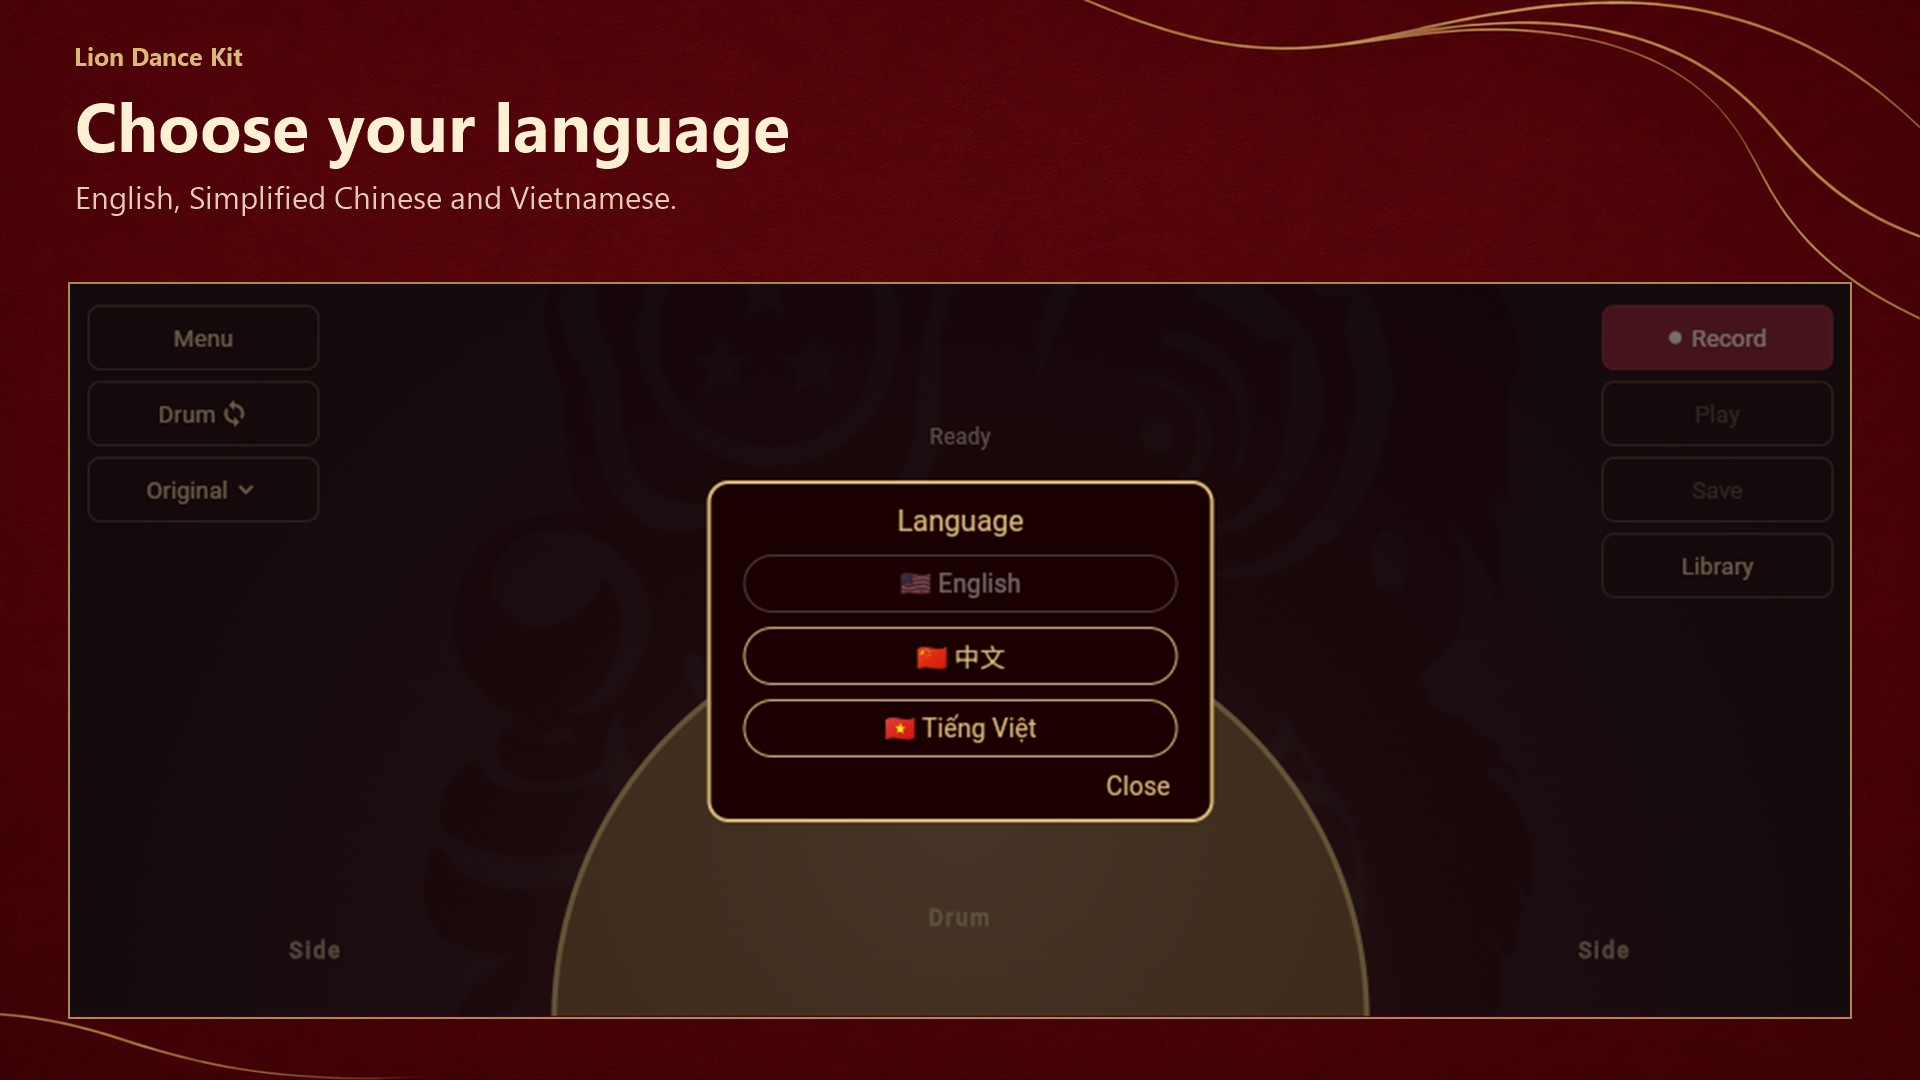 Lion Dance Kit
Choose your language
English, Simplified Chinese and Vietnamese.
Menu
Drum
Original
Ready
Record
Play
Save
Library
Language
English
中文
Tiếng Việt
Close
Drum
Side
Side